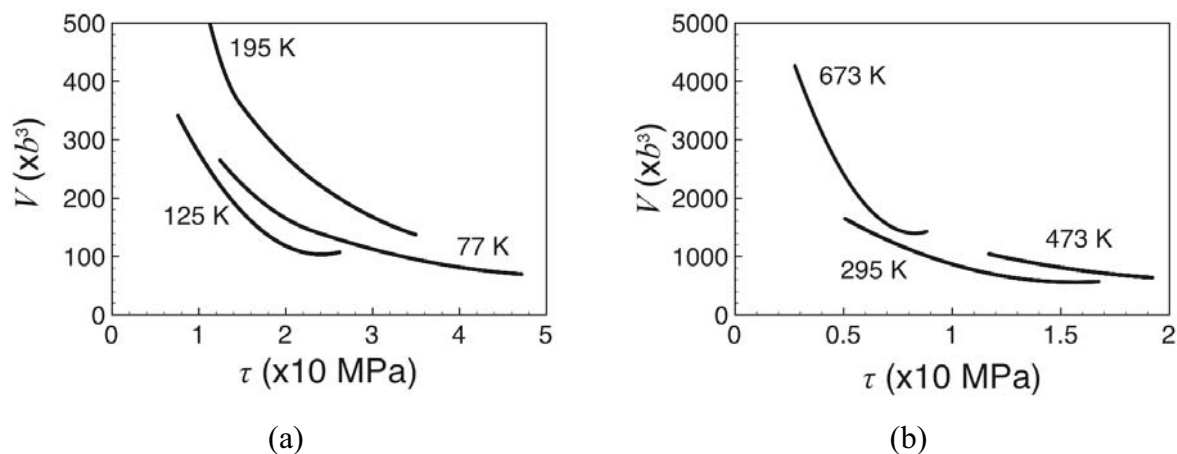 500
400
300
200
100
0
V (xb³)
195 K
125 K
77 K
0 1 2 3 4 5
τ (x10 MPa)
(a)
5000
4000
3000
2000
1000
0
V (xb³)
673 K
473 K
295 K
0 0.5 1 1.5 2
τ (x10 MPa)
(b)